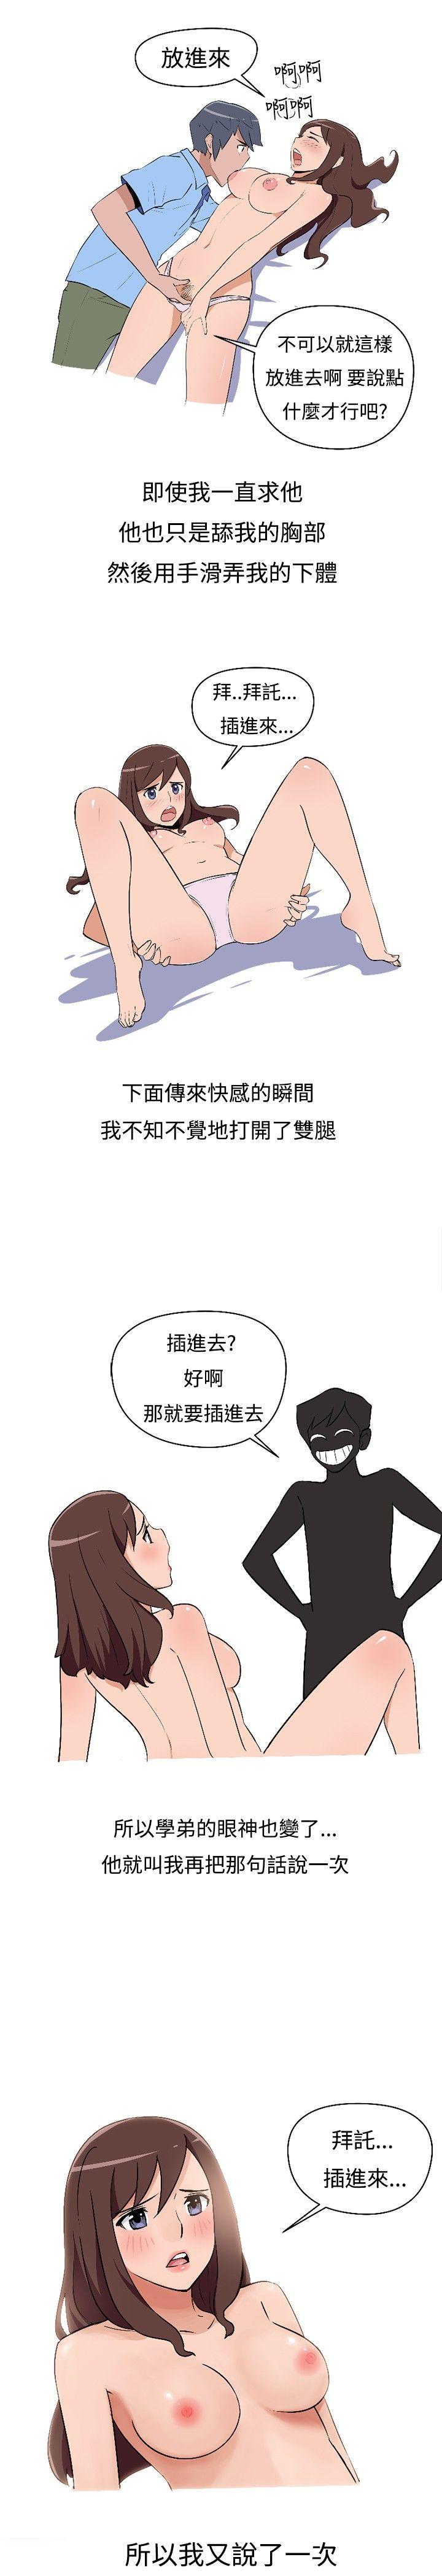 放進來
啊啊
啊啊
不可以就這樣
放進去啊 要說點
什麼才行吧?
即使我一直求他
他也只是舔我的胸部
然後用手滑弄我的下體
拜..拜託...
插進來...
下面傳來快感的瞬間
我不知不覺地打開了雙腿
插進去?
好啊
那就要插進去
所以學弟的眼神也變了...
他就叫我再把那句話說一次
拜託...
插進來...
所以我又說了一次